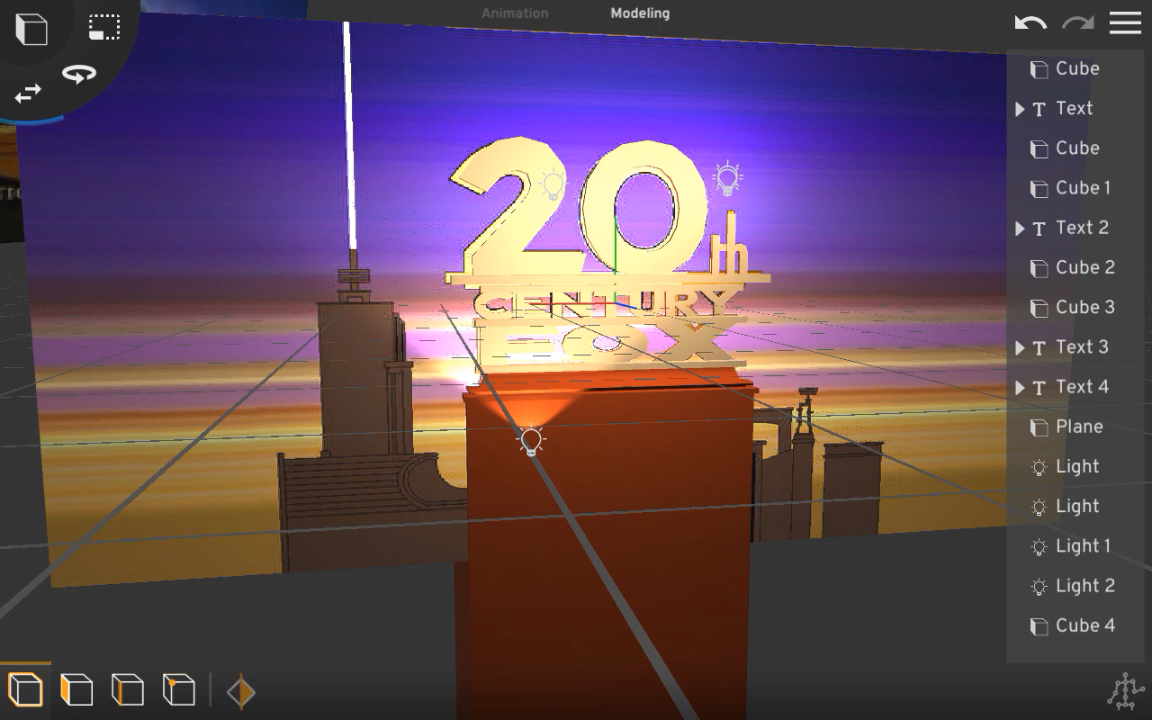 Animation
Modeling
20th
CENTURY
FOX
Cube
Text
Cube
Cube 1
Text 2
Cube 2
Cube 3
Text 3
Text 4
Plane
Light
Light
Light 1
Light 2
Cube 4